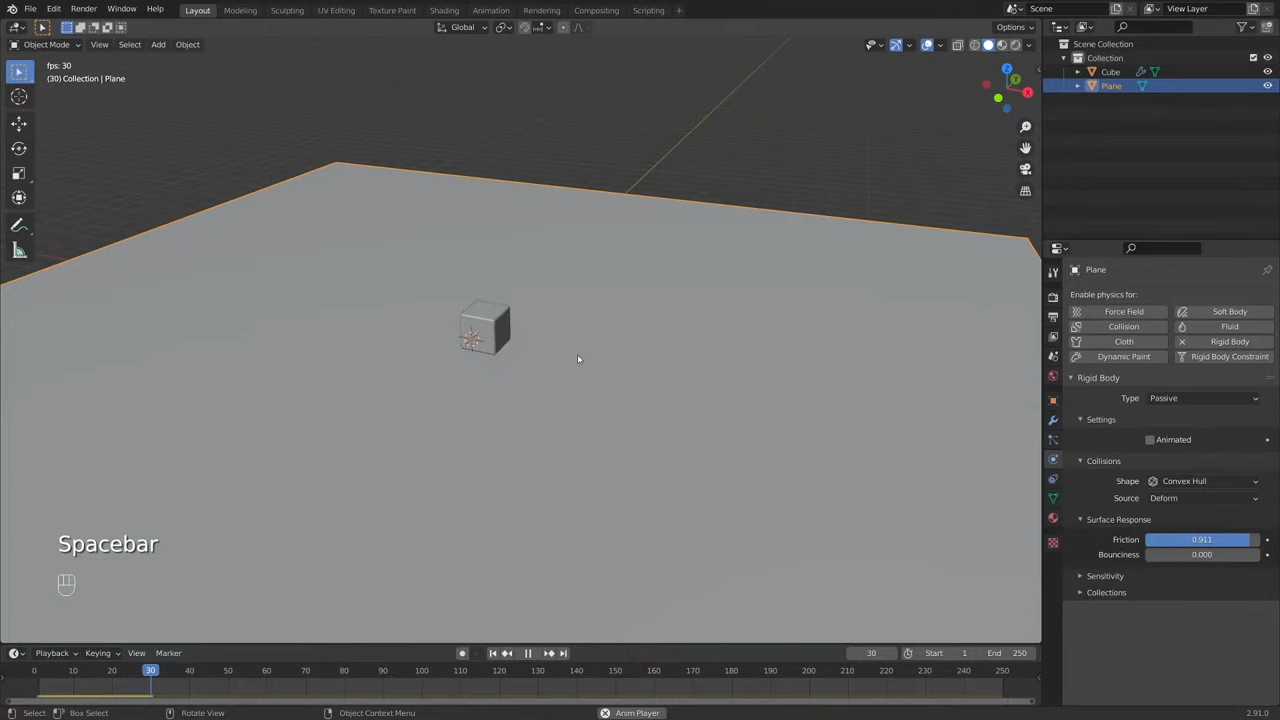 File Edit Render Window Help Layout Modeling Sculpting UV Editing Texture Paint Shading Animation Rendering Compositing Scripting + Scene View Layer
Global Options
Object Mode View Select Add Object
Scene Collection
Collection
Cube
Plane
fps: 30
(30) Collection | Plane
Z
Y
X
Plane
Enable physics for:
Force Field Soft Body
Collision Fluid
Cloth Rigid Body
Dynamic Paint Rigid Body Constraint
Rigid Body
Type Passive
Settings
Animated
Collisions
Shape Convex Hull
Source Deform
Surface Response
Friction 0.911
Bounciness 0.000
Sensitivity
Collections
Spacebar
Playback Keying View Marker 30 Start 1 End 250
0 10 20 30 40 50 60 70 80 90 100 110 120 130 140 150 160 170 180 190 200 210 220 230 240 250
Select Box Select Rotate View Object Context Menu Anim Player 2.91.0